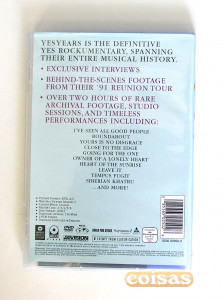 YESYEARS IS THE DEFINITIVE
YES ROCKUMENTARY, SPANNING
THEIR ENTIRE MUSICAL HISTORY.
• EXCLUSIVE INTERVIEWS
• BEHIND-THE-SCENES FOOTAGE
FROM THEIR '91 REUNION TOUR
• OVER TWO HOURS OF RARE
ARCHIVAL FOOTAGE, STUDIO
SESSIONS, AND TIMELESS
PERFORMANCES INCLUDING:
I'VE SEEN ALL GOOD PEOPLE
ROUNDABOUT
YOURS IS NO DISGRACE
CLOSE TO THE EDGE
GOING FOR THE ONE
OWNER OF A LONELY HEART
HEART OF THE SUNRISE
LEAVE IT
TEMPUS FUGIT
SIBERIAN KHATRU
...AND MORE!
DVD
coisas